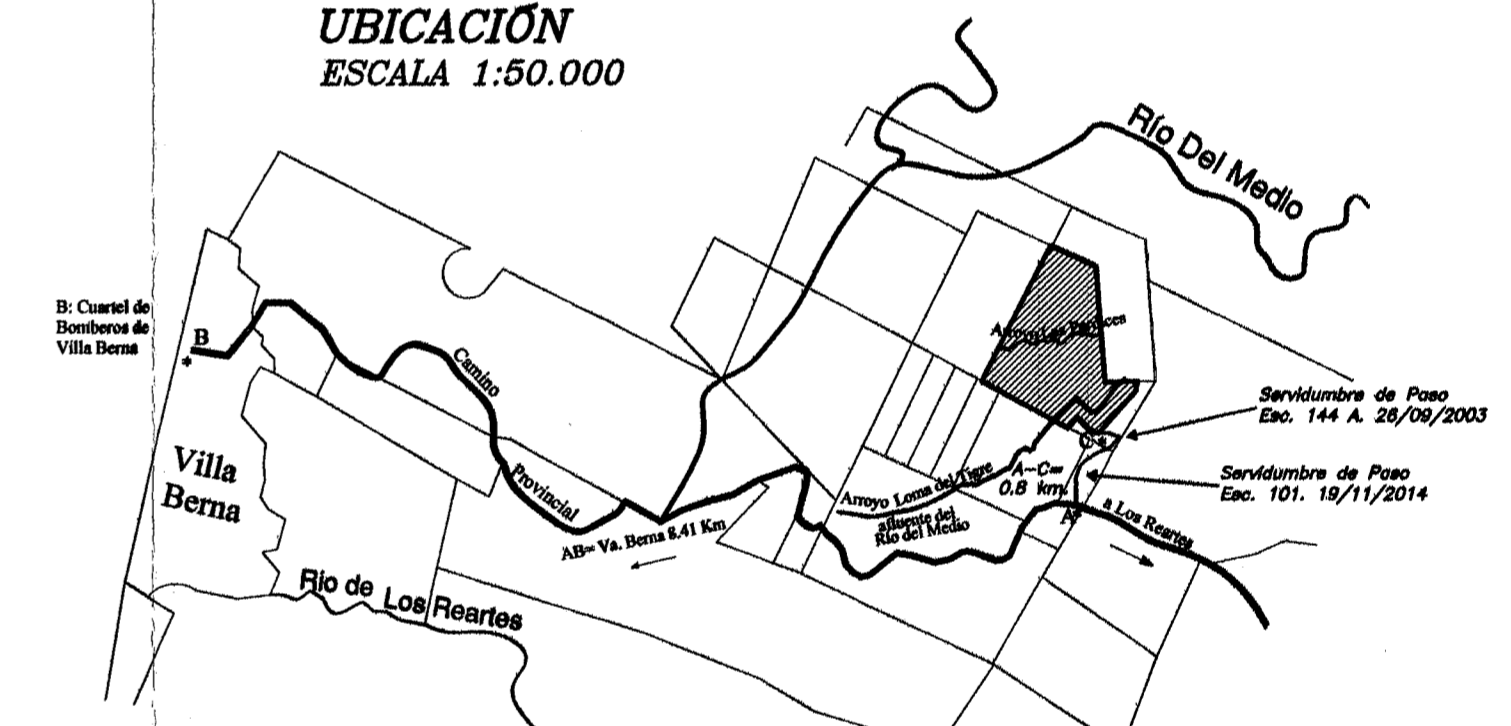 UBICACIÓN
ESCALA 1:50.000
Río Del Medio
B: Cuartel de
Bomberos de
Villa Berna
B
*
Camino
Provincial
Villa
Berna
AB= Va. Berna 8.41 Km
Río de Los Reartes
Arroyo Loma del Tigre
afluente del
Río del Medio
A-C=
0.8 km.
C *
A*
a Los Reartes
Servidumbre de Paso
Esc. 144 A. 26/09/2003
Servidumbre de Paso
Esc. 101. 19/11/2014
Arroyo Los